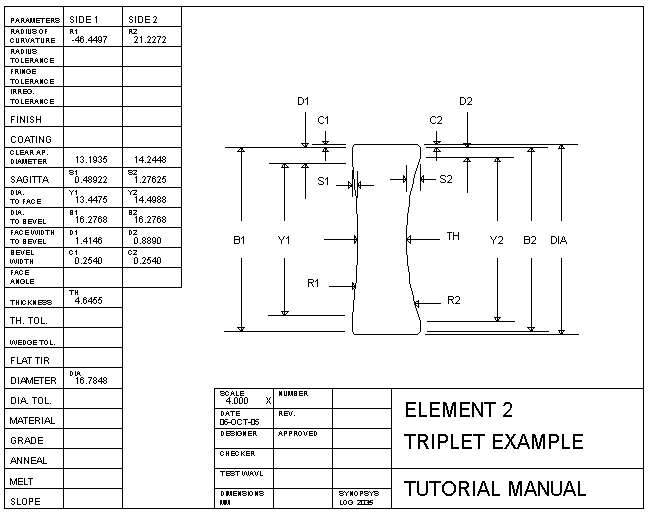 PARAMETERS SIDE 1 SIDE 2
RADIUS OF CURVATURE R1 -46.4497 R2 21.2272
RADIUS TOLERANCE
FRINGE TOLERANCE
IRREG. TOLERANCE
FINISH
COATING
CLEAR AP. DIAMETER 13.1935 14.2448
SAGITTA S1 0.48922 S2 1.27625
DIA. TO FACE Y1 13.4475 Y2 14.4988
DIA. TO BEVEL B1 16.2768 B2 16.2768
FACE WIDTH TO BEVEL D1 1.4146 D2 0.8890
BEVEL WIDTH C1 0.2540 C2 0.2540
FACE ANGLE
THICKNESS TH 4.6455
TH. TOL.
WEDGE TOL.
FLAT TIR
DIAMETER DIA 16.7848
DIA. TOL.
MATERIAL
GRADE
ANNEAL
MELT
SLOPE
D1 D2
C1 C2
S1 S2
B1 Y1 TH Y2 B2 DIA
R1 R2
SCALE 4.000 X NUMBER
DATE 06-OCT-05 REV.
DESIGNER APPROVED
CHECKER
TEST WAVL
DIMENSIONS MM SYNOPSYS LOG 2035
ELEMENT 2
TRIPLET EXAMPLE
TUTORIAL MANUAL